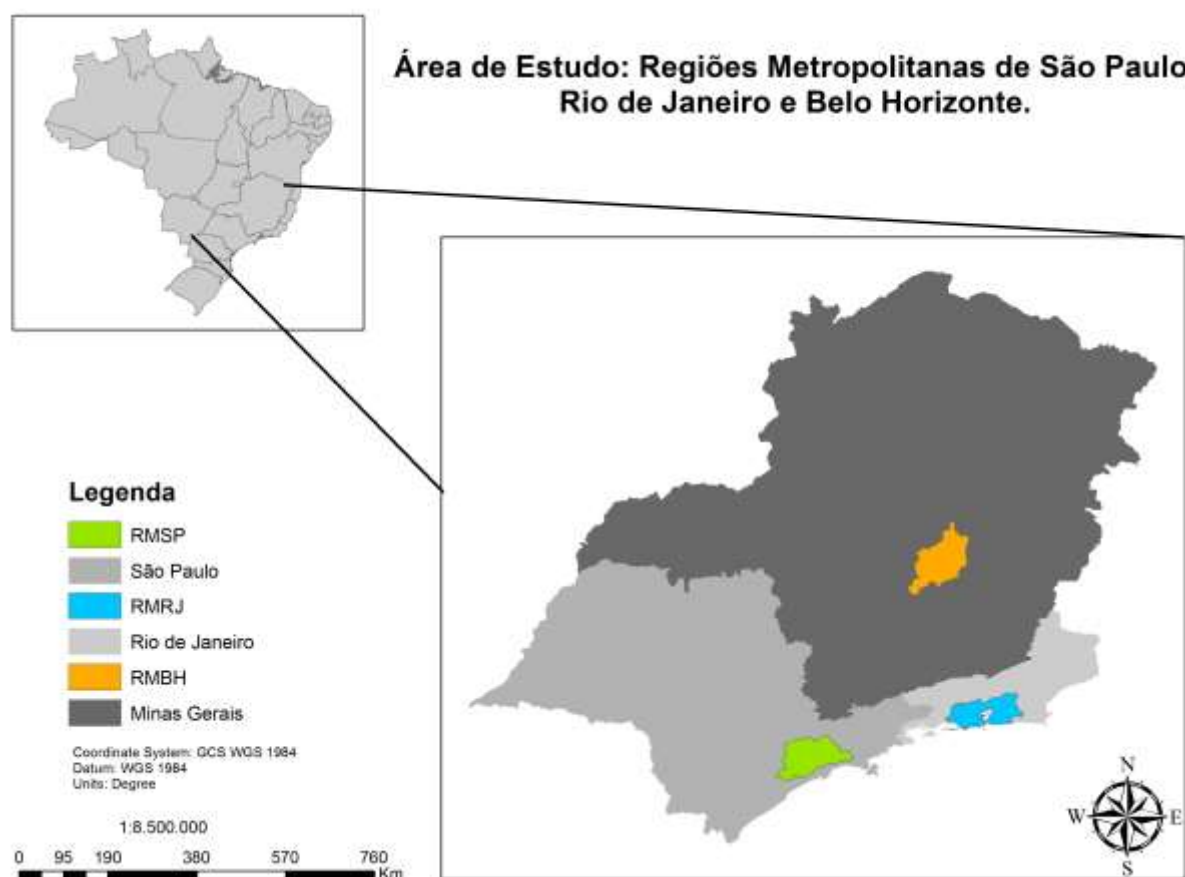 Área de Estudo: Regiões Metropolitanas de São Paulo
Rio de Janeiro e Belo Horizonte.
Legenda
RMSP
São Paulo
RMRJ
Rio de Janeiro
RMBH
Minas Gerais
Coordinate System: GCS WGS 1984
Datum: WGS 1984
Units: Degree
1:8.500.000
0 95 190 380 570 760
Km
N
W E
S